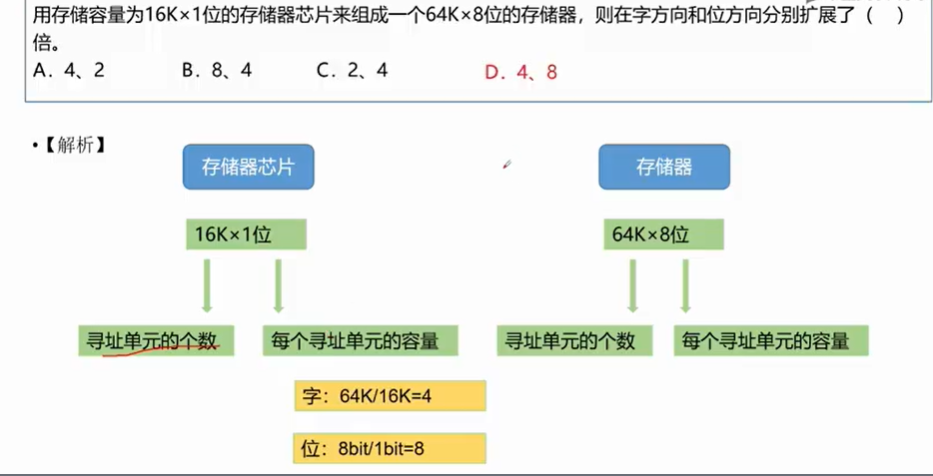 用存储容量为16K×1位的存储器芯片来组成一个64K×8位的存储器，则在字方向和位方向分别扩展了（ ）
倍。
A. 4、2 B. 8、4 C. 2、4 D. 4、8
•【解析】
存储器芯片 存储器
16K×1位 64K×8位
寻址单元的个数 每个寻址单元的容量 寻址单元的个数 每个寻址单元的容量
字：64K/16K=4
位：8bit/1bit=8